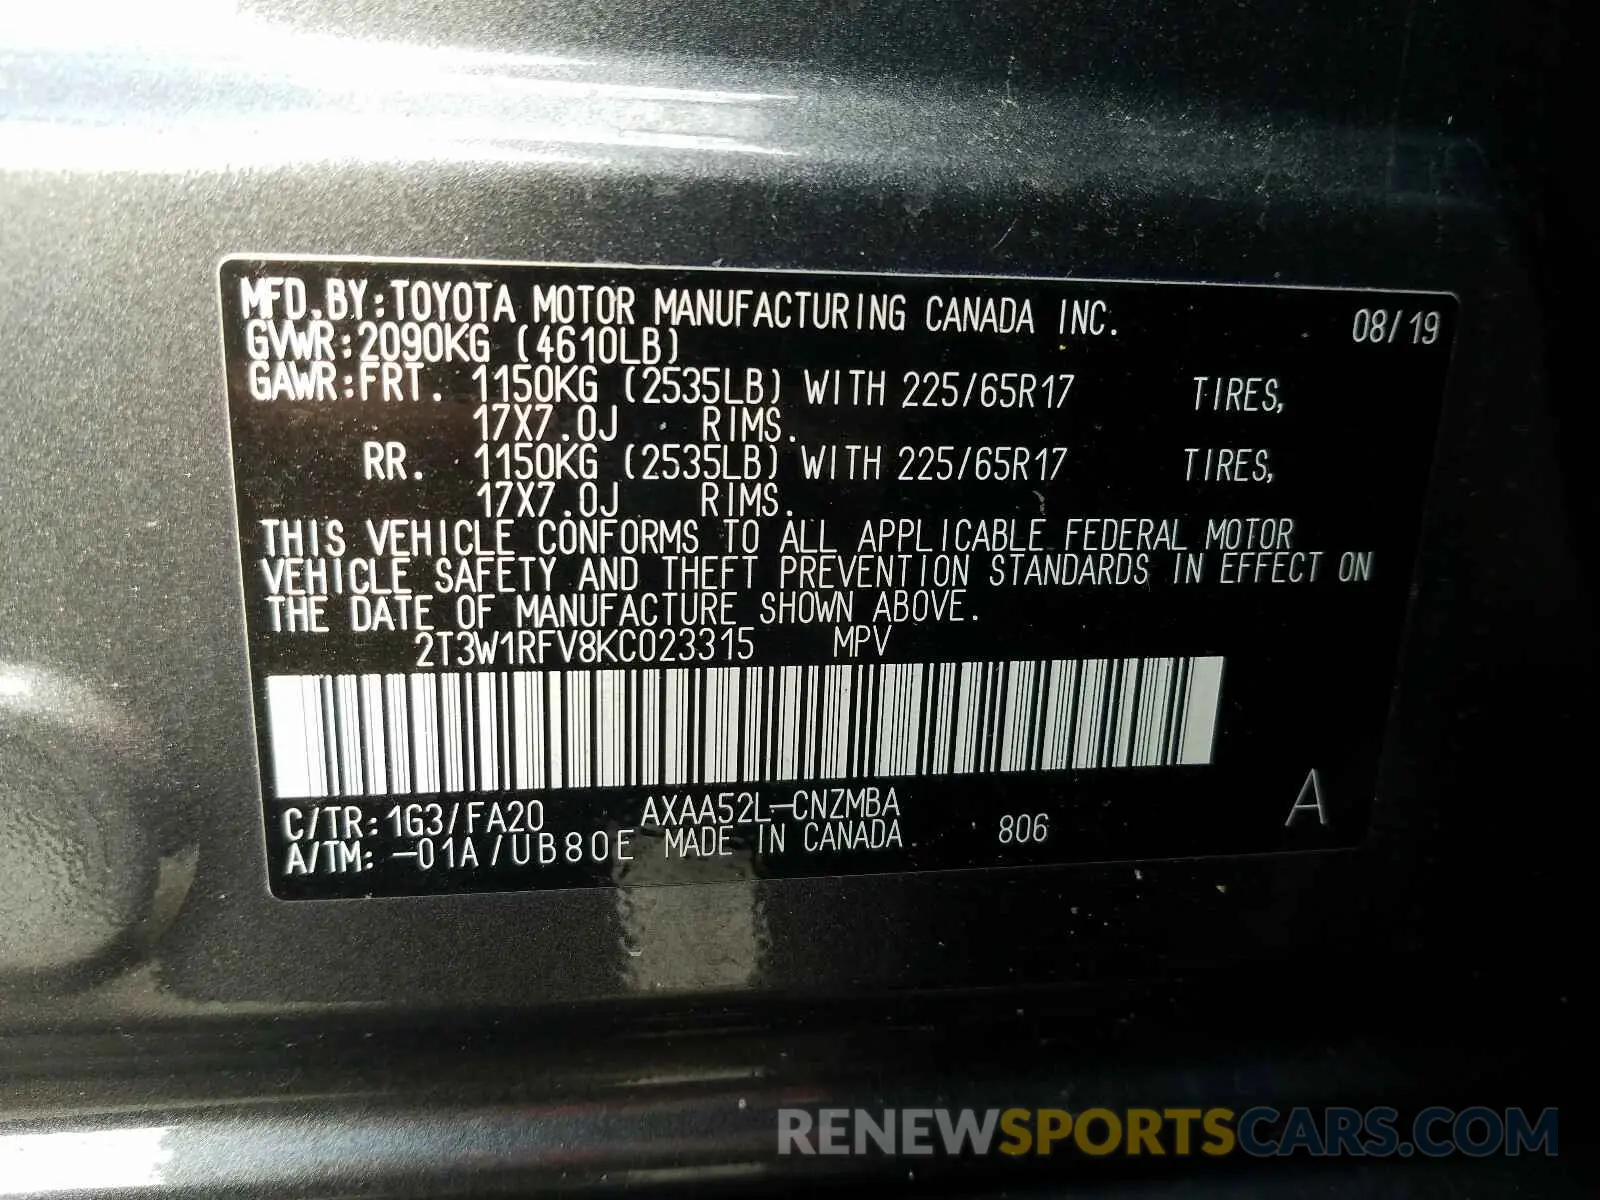 MFD.BY:TOYOTA MOTOR MANUFACTURING CANADA INC. 08/19
GVWR:2090KG (4610LB)
GAWR:FRT. 1150KG (2535LB) WITH 225/65R17 TIRES,
17X7.0J RIMS.
RR. 1150KG (2535LB) WITH 225/65R17 TIRES,
17X7.0J RIMS.
THIS VEHICLE CONFORMS TO ALL APPLICABLE FEDERAL MOTOR
VEHICLE SAFETY AND THEFT PREVENTION STANDARDS IN EFFECT ON
THE DATE OF MANUFACTURE SHOWN ABOVE.
2T3W1RFV8KC023315 MPV
C/TR:1G3/FA20 AXAA52L-CNZMBA
A/TM:-01A/UB80E MADE IN CANADA. 806 A
RENEWSPORTSCARS.COM